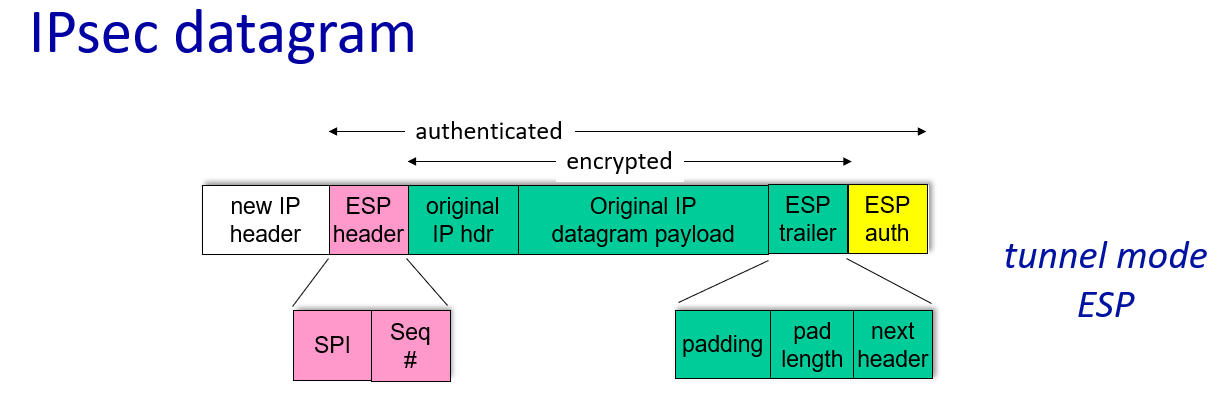 IPsec datagram
authenticated
encrypted
new IP
header
ESP
header
original
IP hdr
Original IP
datagram payload
ESP
trailer
ESP
auth
tunnel mode
ESP
SPI
Seq
#
padding
pad
length
next
header